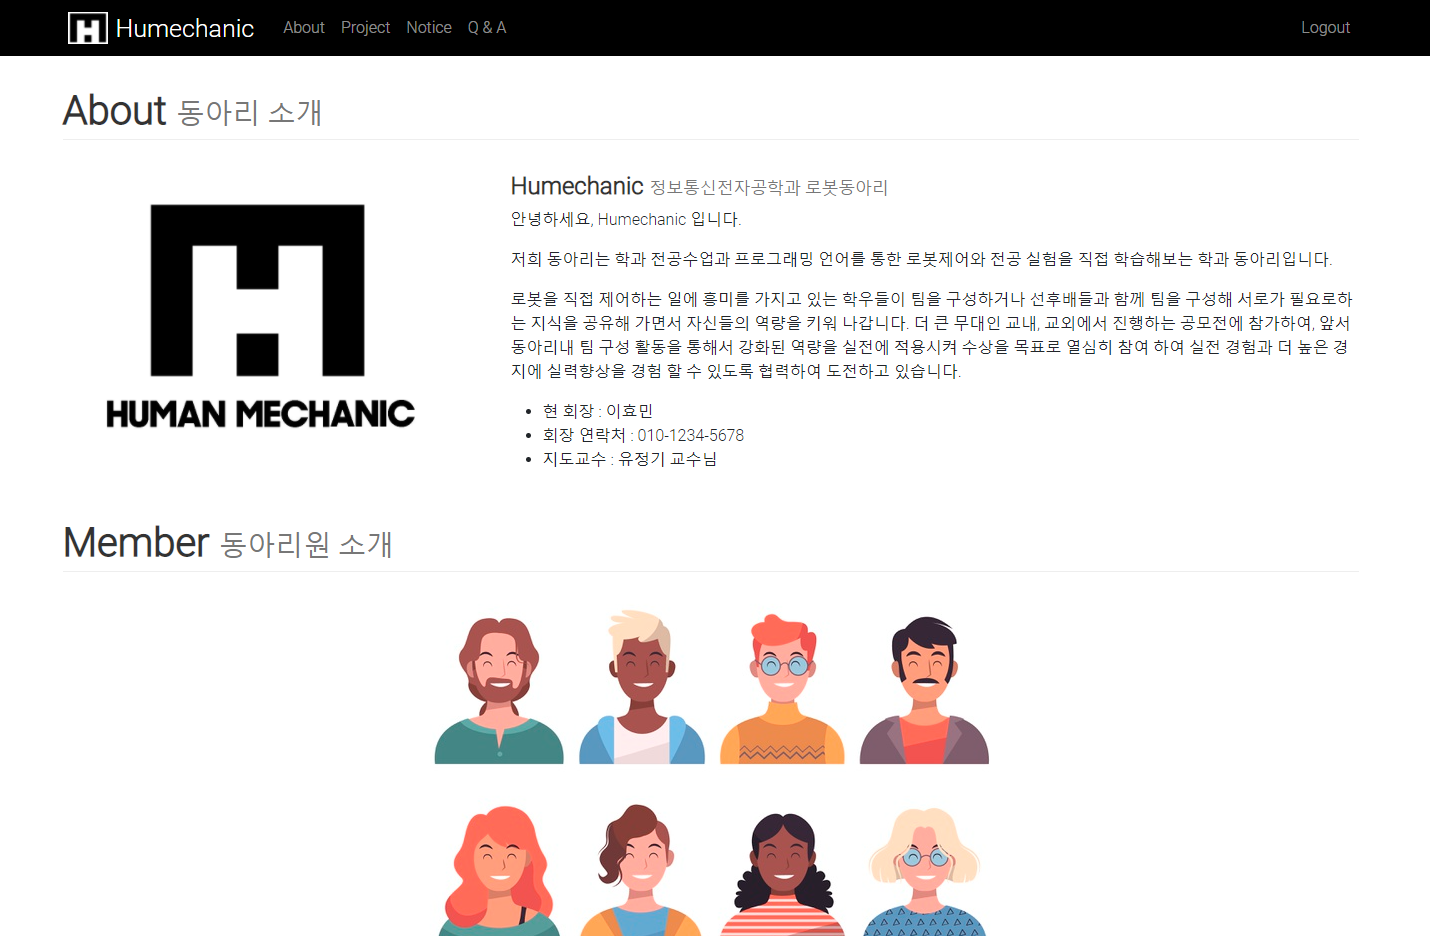 Humechanic About Project Notice Q & A Logout
About 동아리 소개
Humechanic 정보통신전자공학과 로봇동아리
안녕하세요, Humechanic 입니다.
저희 동아리는 학과 전공수업과 프로그래밍 언어를 통한 로봇제어와 전공 실험을 직접 학습해보는 학과 동아리입니다.
로봇을 직접 제어하는 일에 흥미를 가지고 있는 학우들이 팀을 구성하거나 선후배들과 함께 팀을 구성해 서로가 필요로하
는 지식을 공유해 가면서 자신들의 역량을 키워 나갑니다. 더 큰 무대인 교내, 교외에서 진행하는 공모전에 참가하여, 앞서
동아리내 팀 구성 활동을 통해서 강화된 역량을 실전에 적용시켜 수상을 목표로 열심히 참여 하여 실전 경험과 더 높은 경
지에 실력향상을 경험 할 수 있도록 협력하여 도전하고 있습니다.
HUMAN MECHANIC
현 회장 : 이효민
회장 연락처 : 010-1234-5678
지도교수 : 유정기 교수님
Member 동아리원 소개